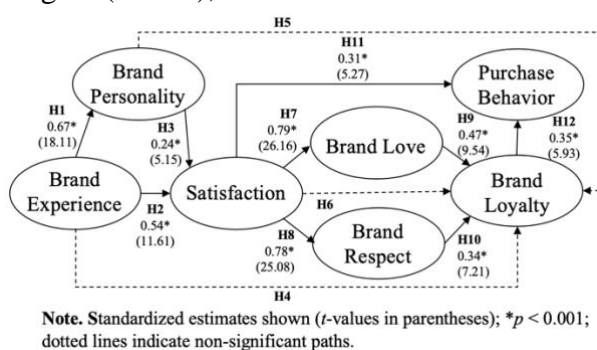 H5
H11
0.31*
(5.27)
Brand
Personality
Purchase
Behavior
H1
0.67*
(18.11)
H3
0.24*
(5.15)
H7
0.79*
(26.16)
Brand Love
H9
0.47*
(9.54)
H12
0.35*
(5.93)
Brand
Experience
Satisfaction
Brand
Loyalty
H2
0.54*
(11.61)
H6
H8
0.78*
(25.08)
Brand
Respect
H10
0.34*
(7.21)
H4
Note. Standardized estimates shown (t-values in parentheses); *p < 0.001;
dotted lines indicate non-significant paths.